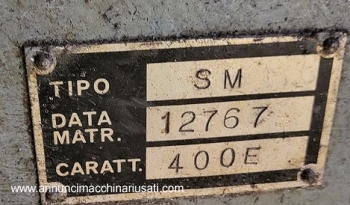 TIPO SM
DATA
MATR. 12767
CARATT. 400E
www.annuncimacchinariusati.com